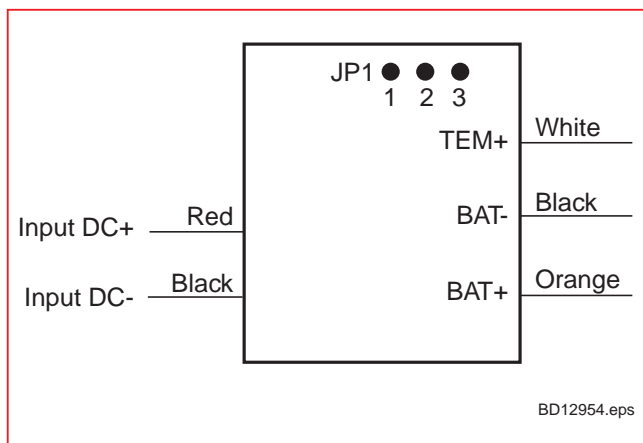 JP1
1 2 3
TEM+ White
Input DC+ Red
BAT- Black
Input DC- Black
BAT+ Orange
BD12954.eps